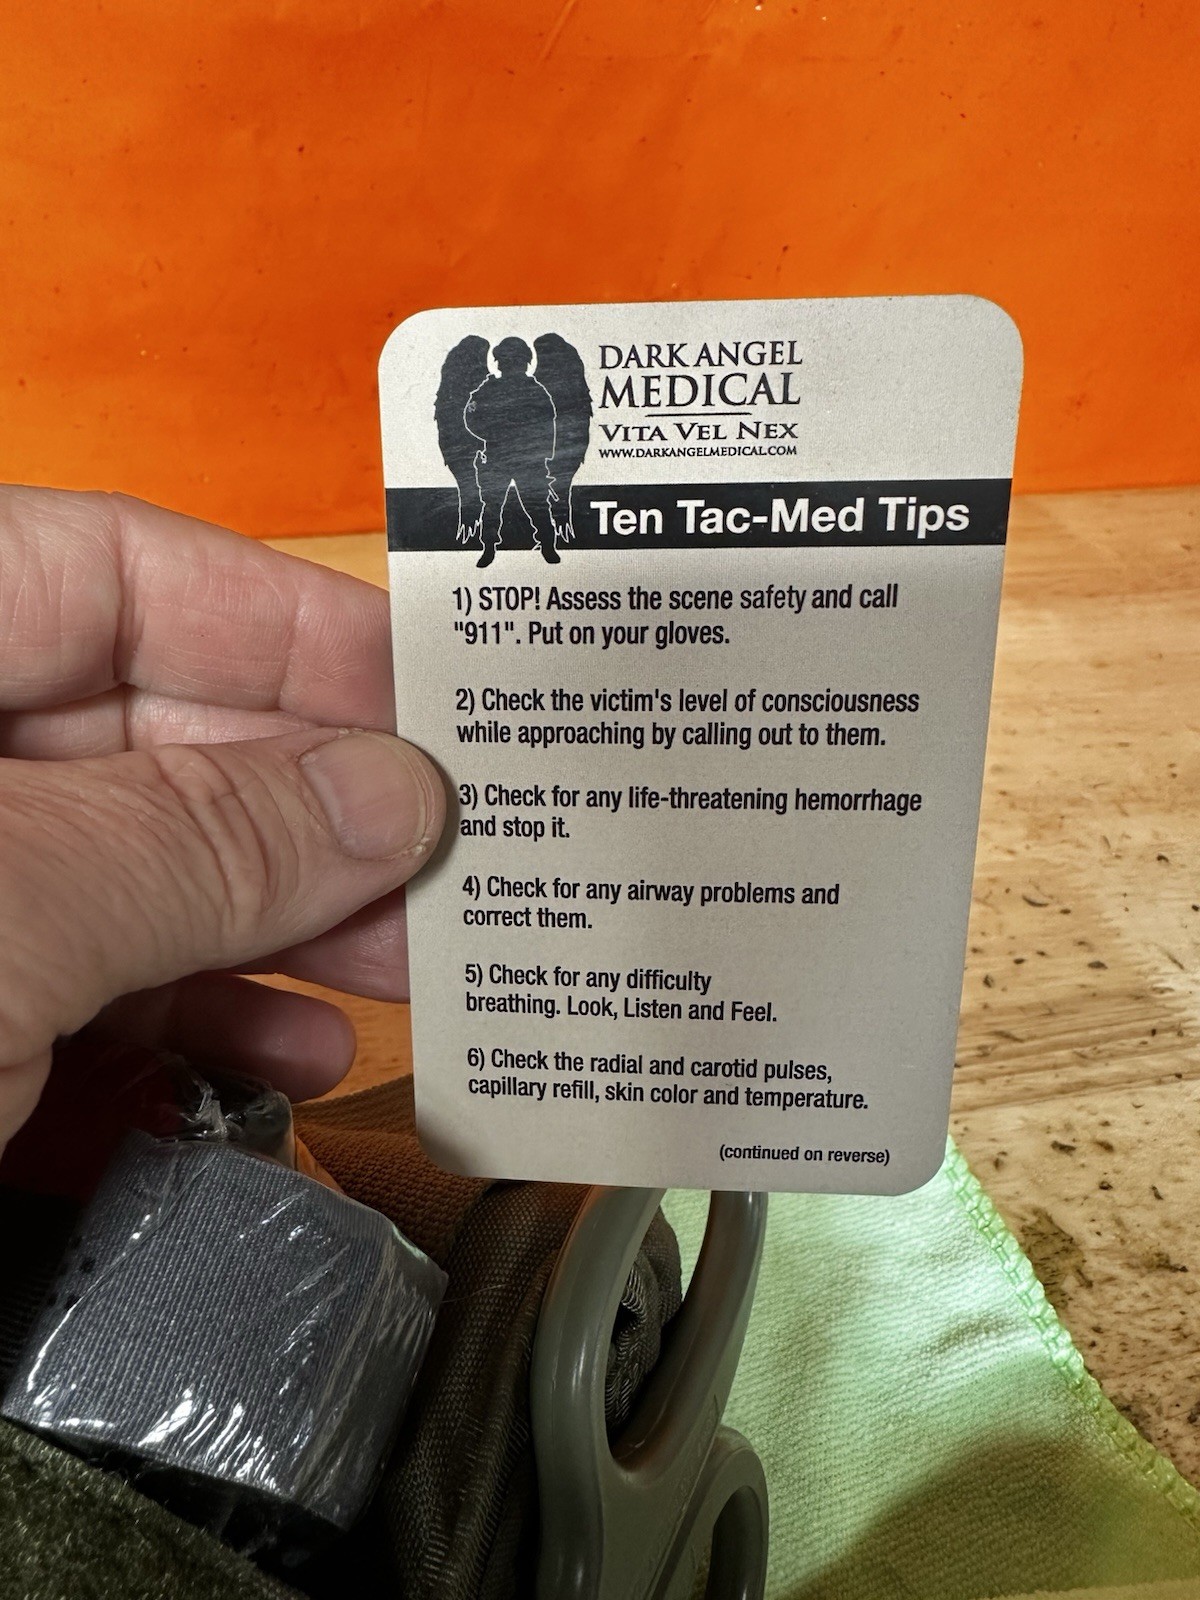 DARK ANGEL
MEDICAL
VITA VEL NEX
WWW.DARKANGELMEDICAL.COM
Ten Tac-Med Tips
1) STOP! Assess the scene safety and call
"911". Put on your gloves.
2) Check the victim's level of consciousness
while approaching by calling out to them.
3) Check for any life-threatening hemorrhage
and stop it.
4) Check for any airway problems and
correct them.
5) Check for any difficulty
breathing. Look, Listen and Feel.
6) Check the radial and carotid pulses,
capillary refill, skin color and temperature.
(continued on reverse)